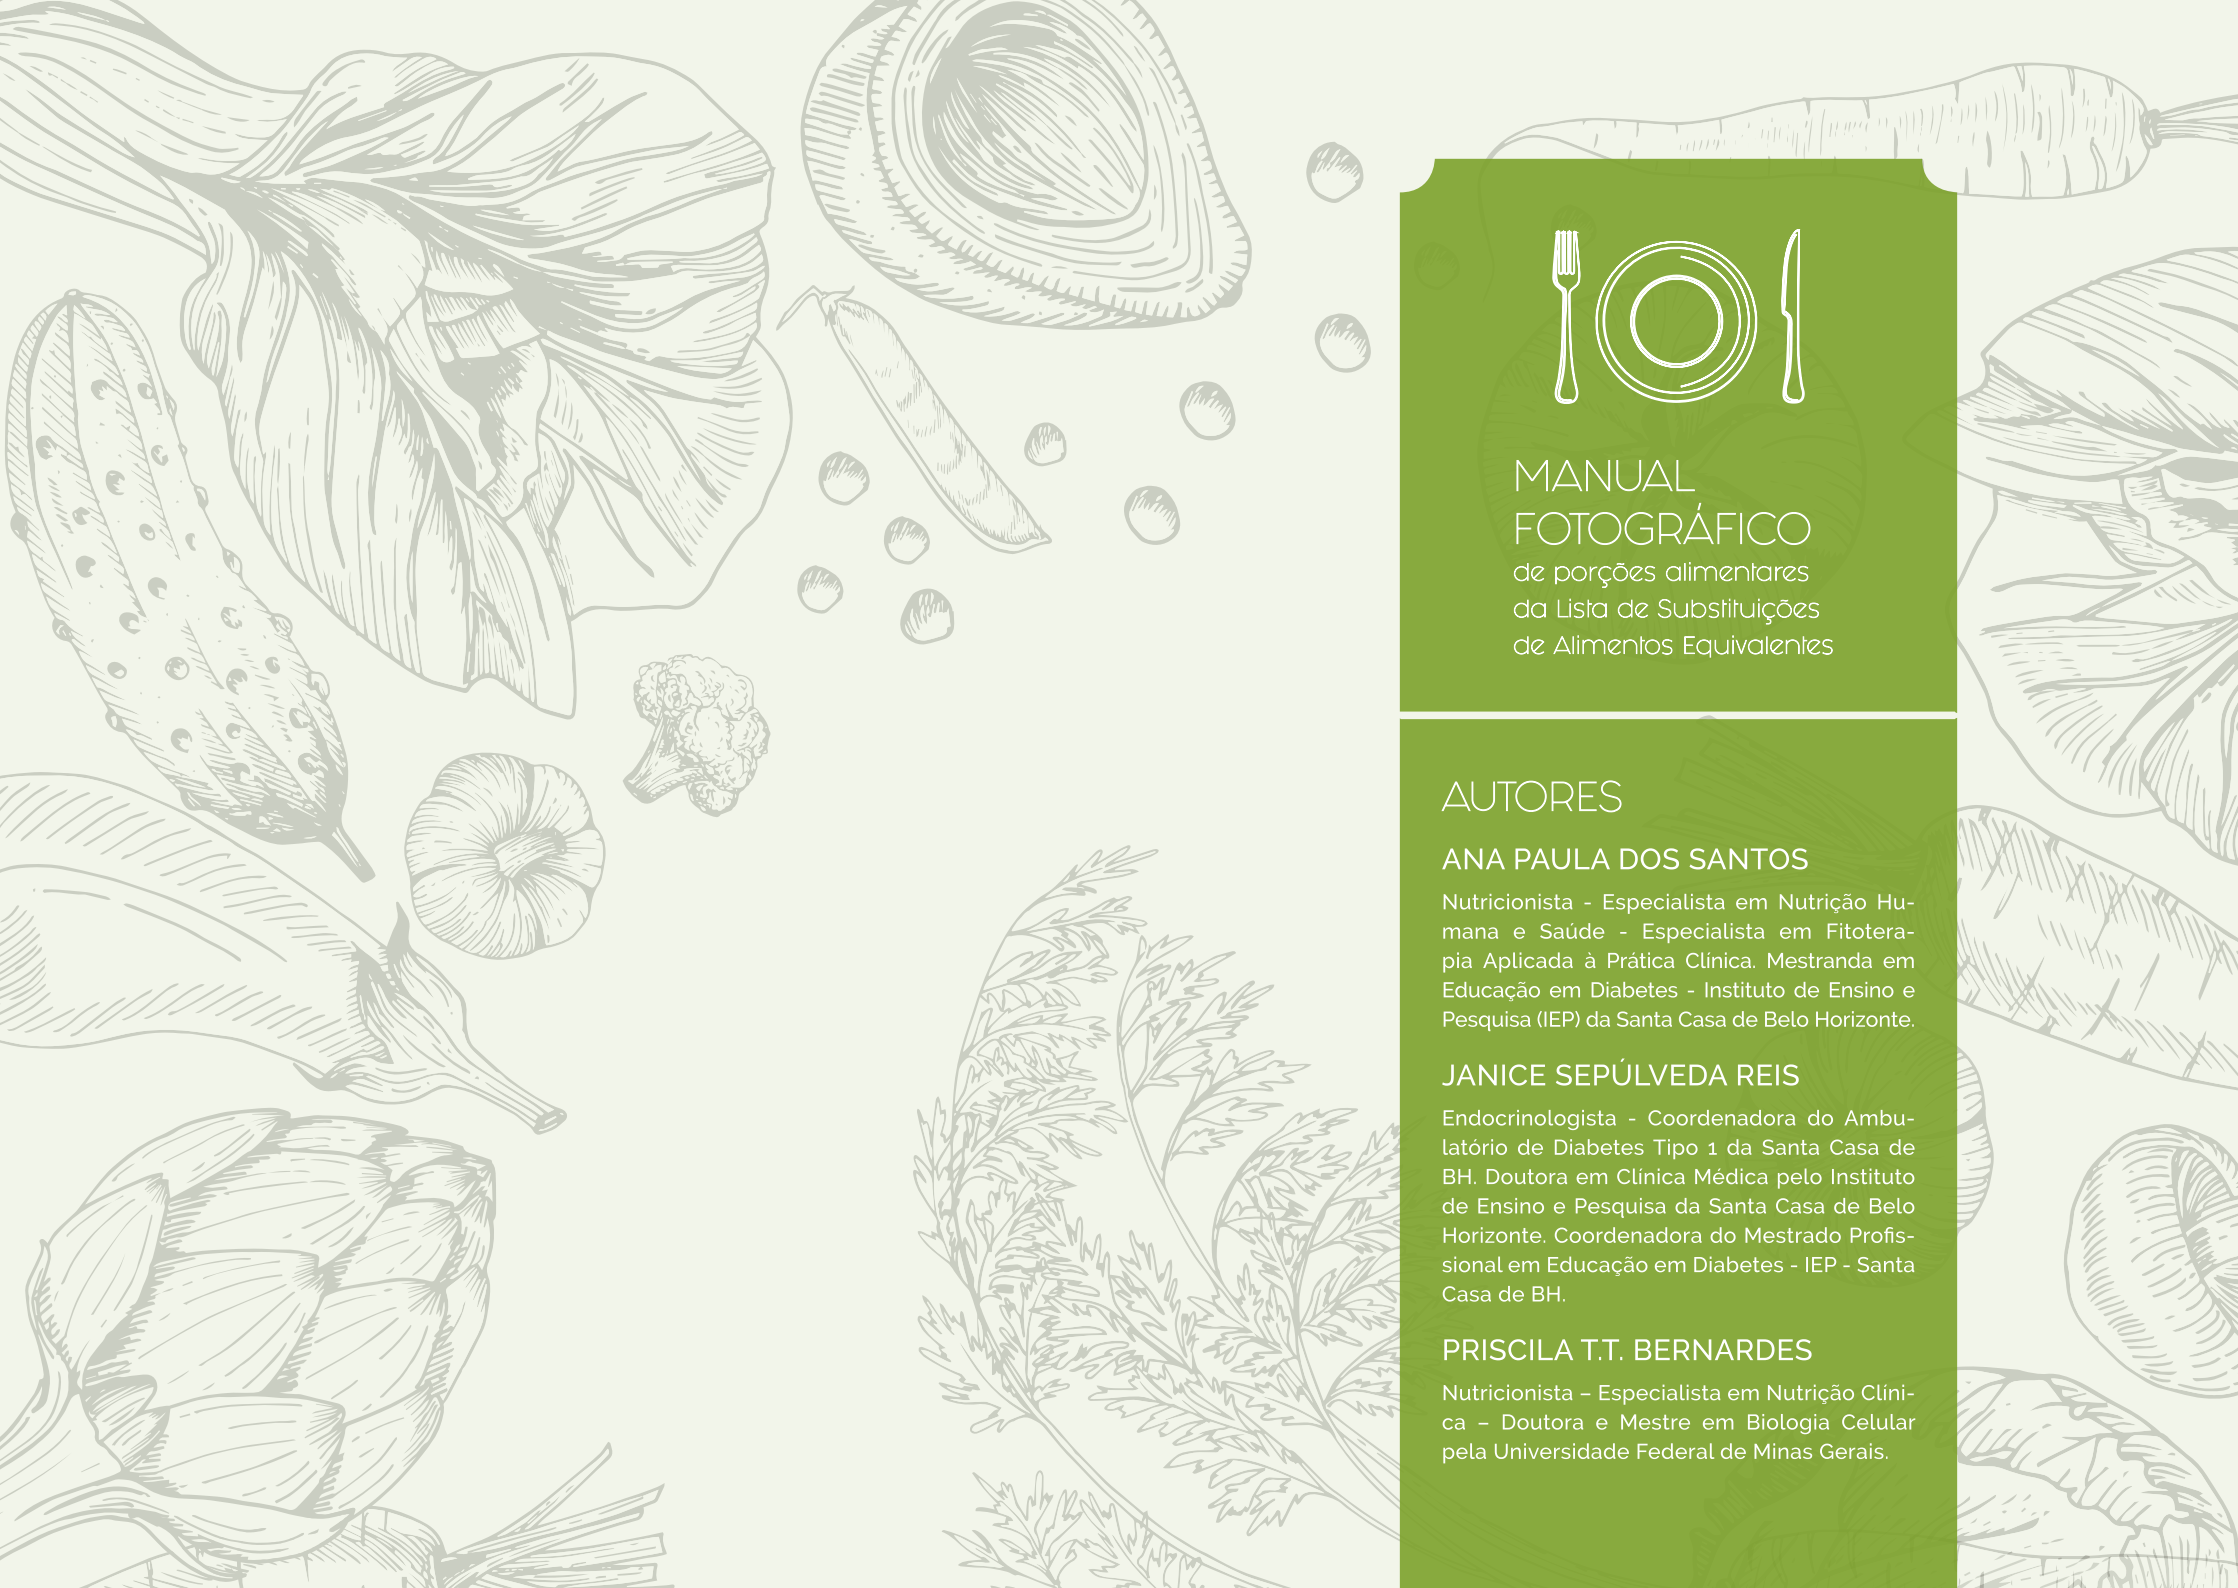 MANUAL
FOTOGRÁFICO
de porções alimentares
da Lista de Substituições
de Alimentos Equivalentes
AUTORES
ANA PAULA DOS SANTOS
Nutricionista - Especialista em Nutrição Hu-
mana e Saúde - Especialista em Fitotera-
pia Aplicada à Prática Clínica. Mestranda em
Educação em Diabetes - Instituto de Ensino e
Pesquisa (IEP) da Santa Casa de Belo Horizonte.
JANICE SEPÚLVEDA REIS
Endocrinologista - Coordenadora do Ambu-
latório de Diabetes Tipo 1 da Santa Casa de
BH. Doutora em Clínica Médica pelo Instituto
de Ensino e Pesquisa da Santa Casa de Belo
Horizonte. Coordenadora do Mestrado Profis-
sional em Educação em Diabetes - IEP - Santa
Casa de BH.
PRISCILA T.T. BERNARDES
Nutricionista – Especialista em Nutrição Clíni-
ca – Doutora e Mestre em Biologia Celular
pela Universidade Federal de Minas Gerais.